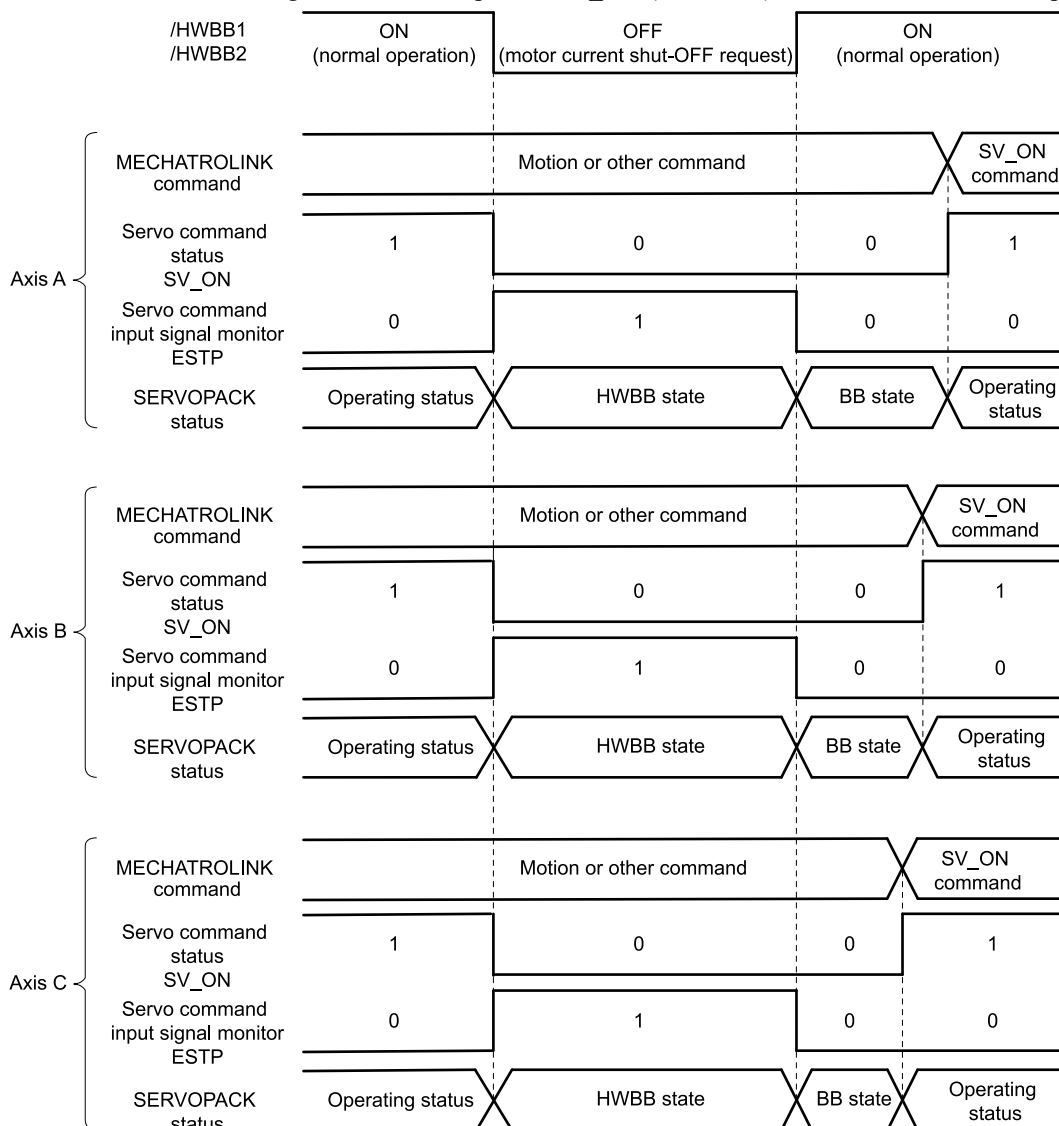 /HWBB1
/HWBB2
ON
(normal operation)
OFF
(motor current shut-OFF request)
ON
(normal operation)
Axis A
MECHATROLINK
command
Motion or other command
SV_ON
command
Servo command
status
SV_ON
1
0
0
1
Servo command
input signal monitor
ESTP
0
1
0
0
SERVOPACK
status
Operating status
HWBB state
BB state
Operating
status
Axis B
MECHATROLINK
command
Motion or other command
SV_ON
command
Servo command
status
SV_ON
1
0
0
1
Servo command
input signal monitor
ESTP
0
1
0
0
SERVOPACK
status
Operating status
HWBB state
BB state
Operating
status
Axis C
MECHATROLINK
command
Motion or other command
SV_ON
command
Servo command
status
SV_ON
1
0
0
1
Servo command
input signal monitor
ESTP
0
1
0
0
SERVOPACK
status
Operating status
HWBB state
BB state
Operating
status